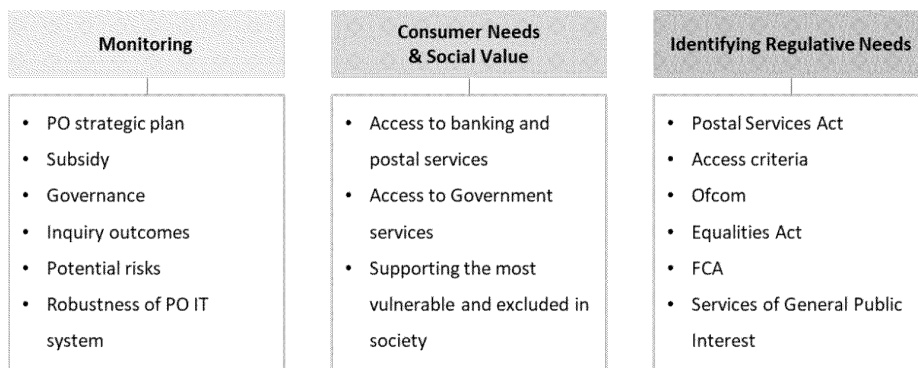 Monitoring
• PO strategic plan
• Subsidy
• Governance
• Inquiry outcomes
• Potential risks
• Robustness of PO IT
system
Consumer Needs
& Social Value
• Access to banking and
postal services
• Access to Government
services
• Supporting the most
vulnerable and excluded in
society
Identifying Regulative Needs
• Postal Services Act
• Access criteria
• Ofcom
• Equalities Act
• FCA
• Services of General Public
Interest